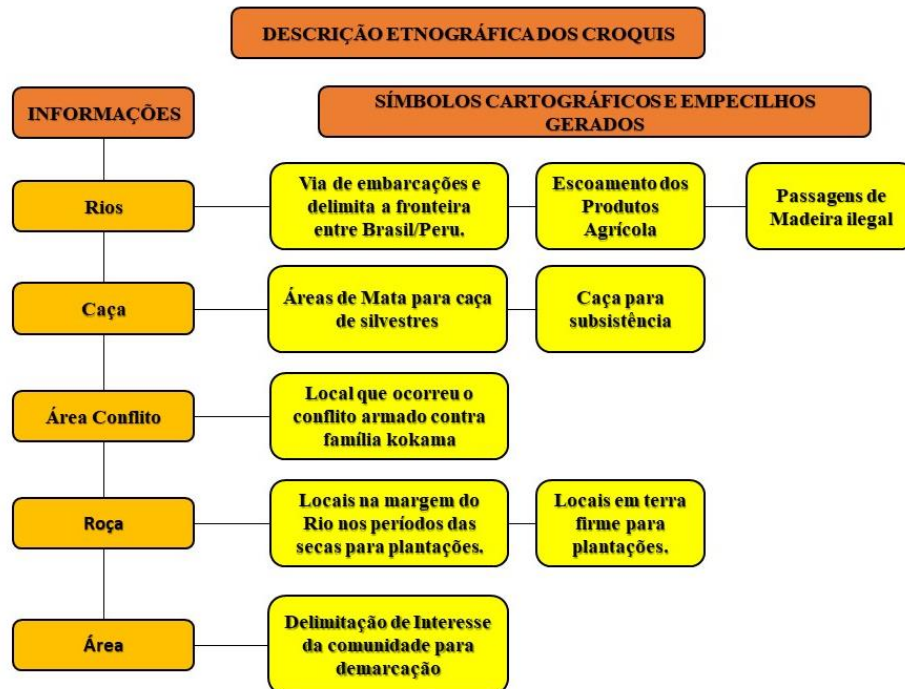 DESCRIÇÃO ETNOGRÁFICA DOS CROQUIS
INFORMAÇÕES
SÍMBOLOS CARTOGRÁFICOS E EMPECILHOS
GERADOS
Rios
Via de embarcações e
delimita a fronteira
entre Brasil/Peru.
Escoamento dos
Produtos
Agrícola
Passagens de
Madeira ilegal
Caça
Áreas de Mata para caça
de silvestres
Caça para
subsistência
Área Conflito
Local que ocorreu o
conflito armado contra
família kokama
Roça
Locais na margem do
Rio nos períodos das
secas para plantações.
Locais em terra
firme para
plantações.
Área
Delimitação de Interesse
da comunidade para
demarcação